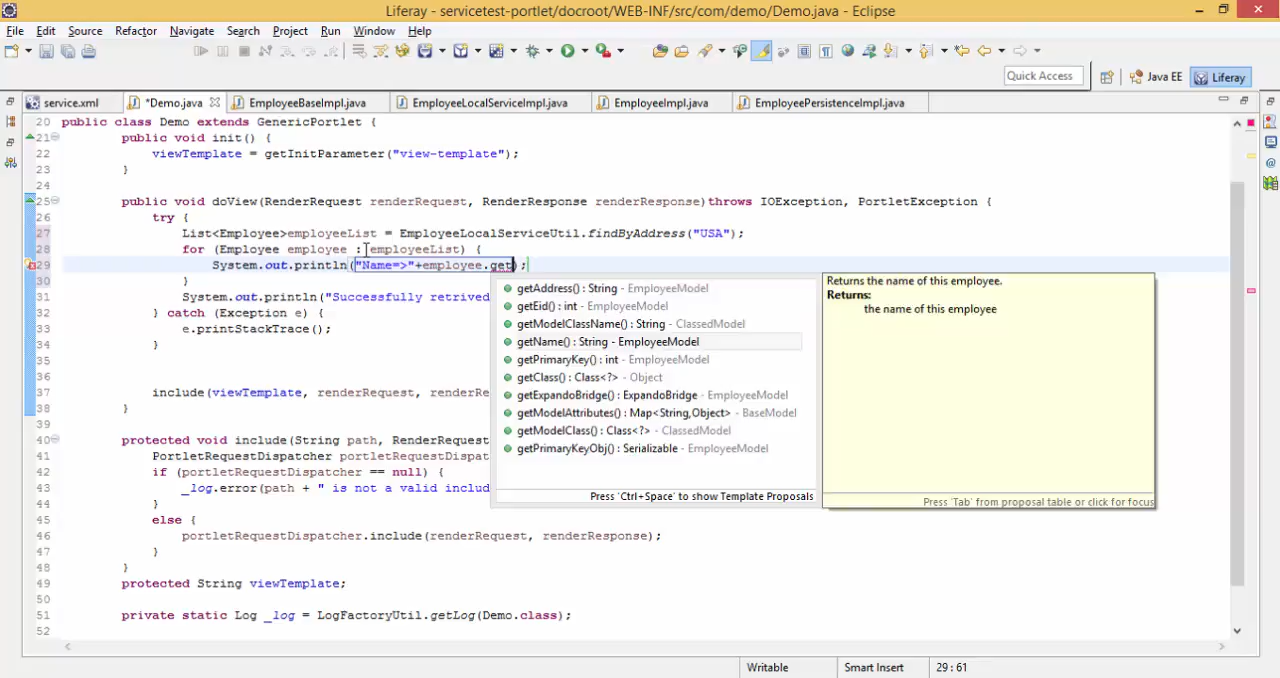 Liferay - servicetest-portlet/docroot/WEB-INF/src/com/demo/Demo.java - Eclipse
File Edit Source Refactor Navigate Search Project Run Window Help
Quick Access Java EE Liferay
service.xml *Demo.java EmployeeBaseImpl.java EmployeeLocalServiceImpl.java EmployeeImpl.java EmployeePersistenceImpl.java
20 public class Demo extends GenericPortlet {
21 public void init() {
22 viewTemplate = getInitParameter("view-template");
23 }
24
25 public void doView(RenderRequest renderRequest, RenderResponse renderResponse)throws IOException, PortletException {
26 try {
27 List<Employee>employeeList = EmployeeLocalServiceUtil.findByAddress("USA");
28 for (Employee employee : employeeList) {
29 System.out.println("Name=>"+employee.get);
30 }
31 System.out.println("Successfully retrived
32 } catch (Exception e) {
33 e.printStackTrace();
34 }
35
36
37 include(viewTemplate, renderRequest, renderRe
38 }
39
40 protected void include(String path, RenderRequest
41 PortletRequestDispatcher portletRequestDispat
42 if (portletRequestDispatcher == null) {
43 _log.error(path + " is not a valid includ
44 }
45 else {
46 portletRequestDispatcher.include(renderRequest, renderResponse);
47 }
48 }
49 protected String viewTemplate;
50
51 private static Log _log = LogFactoryUtil.getLog(Demo.class);
52
getAddress() : String - EmployeeModel
getEid() : int - EmployeeModel
getModelClassName() : String - ClassedModel
getName() : String - EmployeeModel
getPrimaryKey() : int - EmployeeModel
getClass() : Class<?> - Object
getExpandoBridge() : ExpandoBridge - EmployeeModel
getModelAttributes() : Map<String,Object> - BaseModel
getModelClass() : Class<?> - ClassedModel
getPrimaryKeyObj() : Serializable - EmployeeModel
Press 'Ctrl+Space' to show Template Proposals
Returns the name of this employee.
Returns:
the name of this employee
Press 'Tab' from proposal table or click for focus
Writable Smart Insert 29 : 61